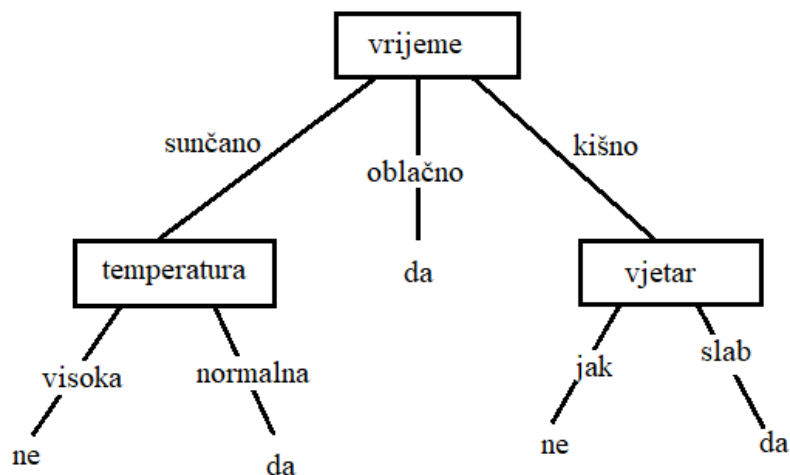 vrijeme
sunčano
oblačno
kišno
temperatura
da
vjetar
visoka
normalna
jak
slab
ne
da
ne
da